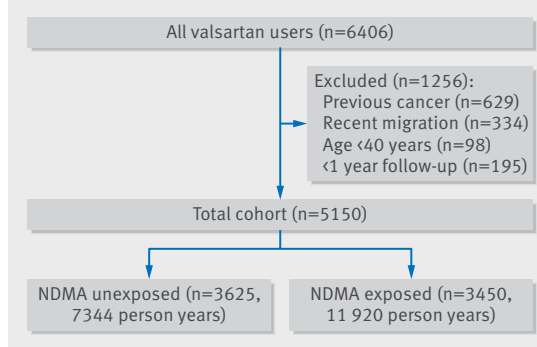 All valsartan users (n=6406)
Excluded (n=1256):
Previous cancer (n=629)
Recent migration (n=334)
Age <40 years (n=98)
<1 year follow-up (n=195)
Total cohort (n=5150)
NDMA unexposed (n=3625,
7344 person years)
NDMA exposed (n=3450,
11 920 person years)